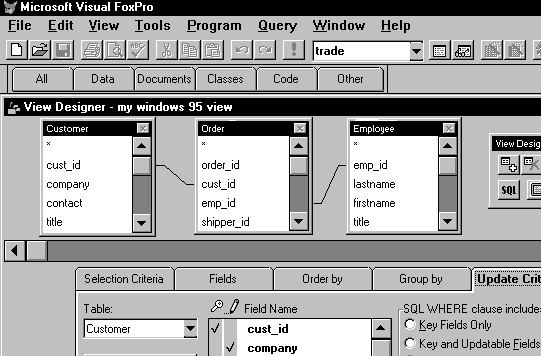 Microsoft Visual FoxPro
File Edit View Tools Program Query Window Help
trade
All Data Documents Classes Code Other
View Designer - my windows 95 view
Customer Order Employee View Desig
* * *
cust_id order_id emp_id
company cust_id lastname
contact emp_id firstname
title shipper_id title
SQL
Selection Criteria Fields Order by Group by Update Crit
Table: Field Name SQL WHERE clause includes
Customer cust_id Key Fields Only
company Key and Updatable Fields